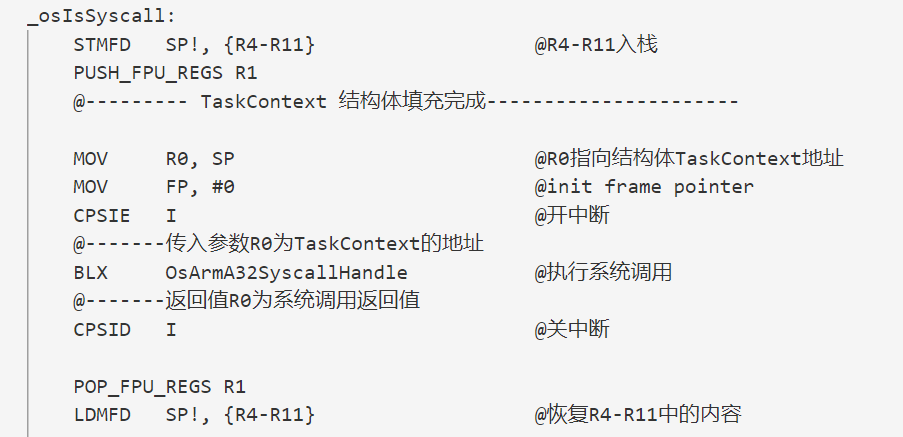 _osIsSyscall:
STMFD SP!, {R4-R11} @R4-R11入栈
PUSH_FPU_REGS R1
@--------- TaskContext 结构体填充完成----------------------
MOV R0, SP @R0指向结构体TaskContext地址
MOV FP, #0 @init frame pointer
CPSIE I @开中断
@-------传入参数R0为TaskContext的地址
BLX OsArmA32SyscallHandle @执行系统调用
@-------返回值R0为系统调用返回值
CPSID I @关中断
POP_FPU_REGS R1
LDMFD SP!, {R4-R11} @恢复R4-R11中的内容